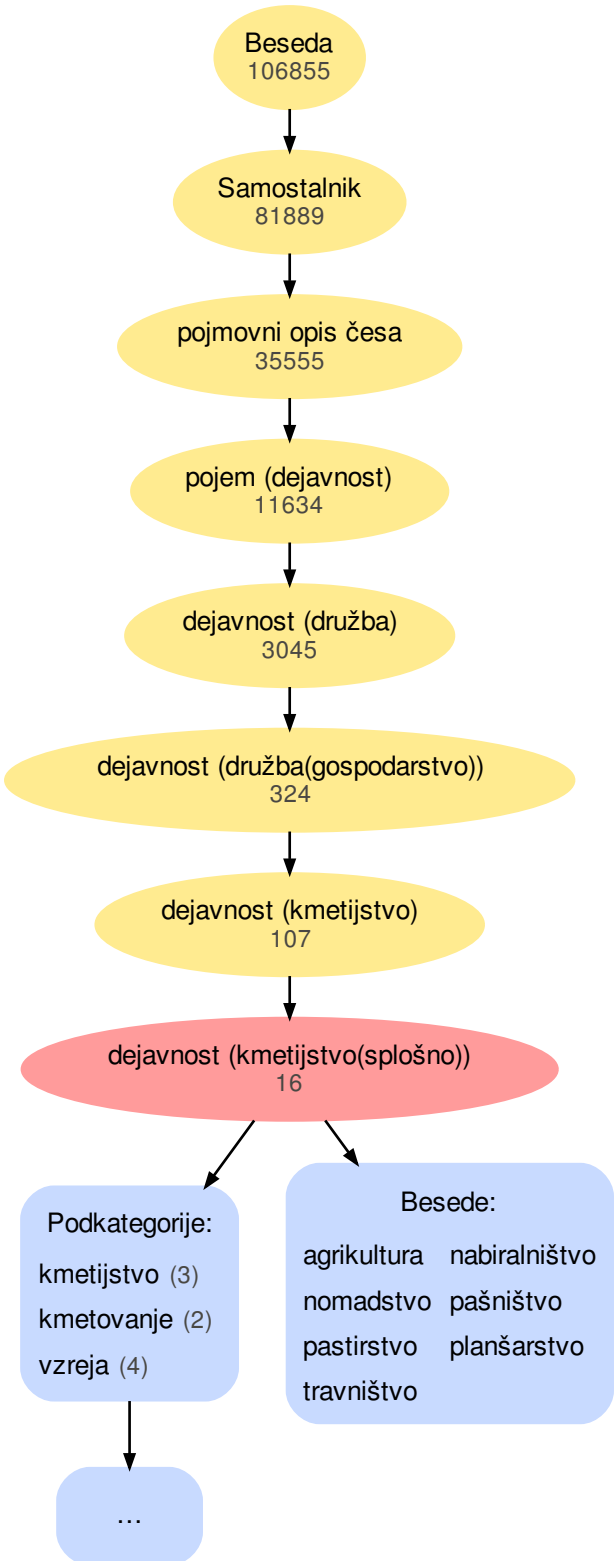 Beseda
106855
Samostalnik
81889
pojmovni opis česa
35555
pojem (dejavnost)
11634
dejavnost (družba)
3045
dejavnost (družba(gospodarstvo))
324
dejavnost (kmetijstvo)
107
dejavnost (kmetijstvo(splošno))
16
Podkategorije:
kmetijstvo (3)
kmetovanje (2)
vzreja (4)
...
Besede:
agrikultura nabiralništvo
nomadstvo pašništvo
pastirstvo planšarstvo
travništvo